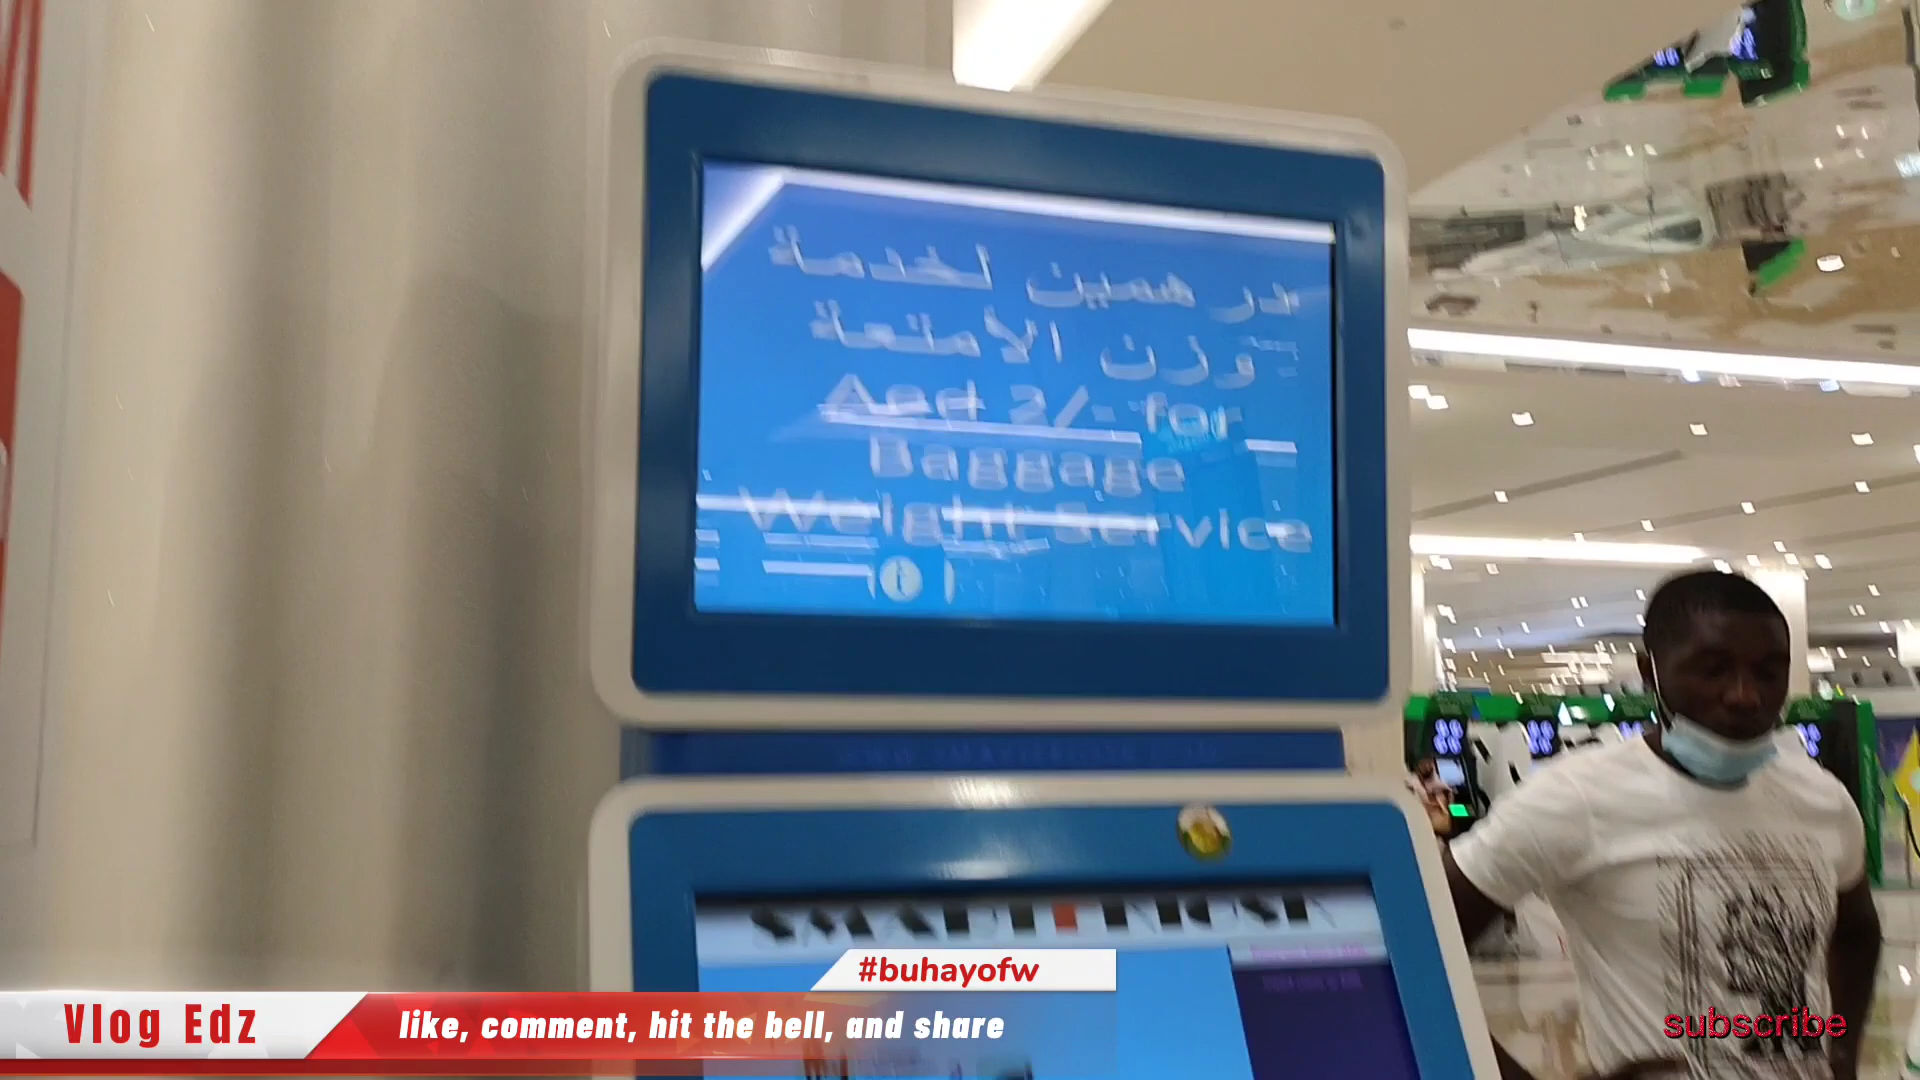 درهمين لخدمة
وزن الأمتعة
Aed 2/- for
Baggage
Weight Service
#buhayofw
Vlog Edz
like, comment, hit the bell, and share
subscribe